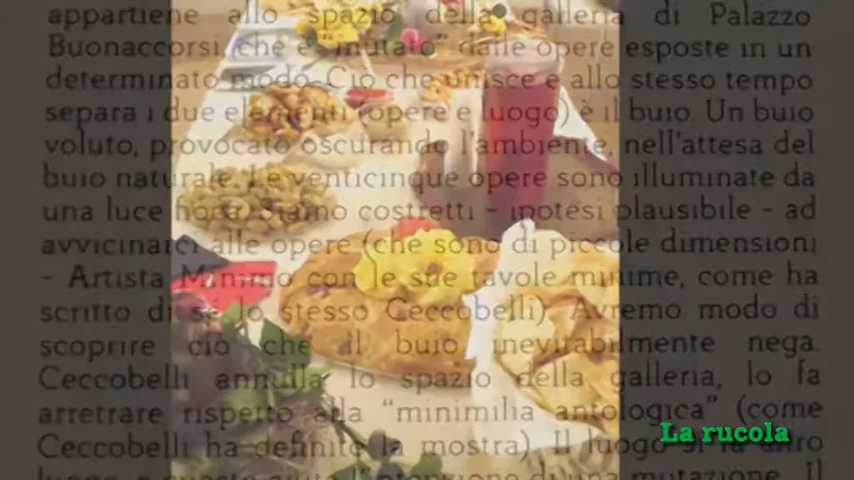 appartiene allo spazio della galleria di Palazzo
Buonaccorsi, che è "mutato" dalle opere esposte in un
determinato modo. Ciò che unisce e allo stesso tempo
separa i due elementi (opere e luogo) è il buio. Un buio
voluto, provocato oscurando l'ambiente, nell'attesa del
buio naturale. Le venticinque opere sono illuminate da
una luce fioca. Siamo costretti - ipotesi plausibile - ad
avvicinarci alle opere (che sono di piccole dimensioni
- Artista Minimo con le sue tavole minime, come ha
scritto di sé lo stesso Ceccobelli). Avremo modo di
scoprire ciò che il buio inevitabilmente nega.
Ceccobelli annulla lo spazio della galleria, lo fa
arretrare rispetto alla "minimilia antologica" (come
Ceccobelli ha definito la mostra). Il luogo si fa altro
mutazione. Il
La rucola